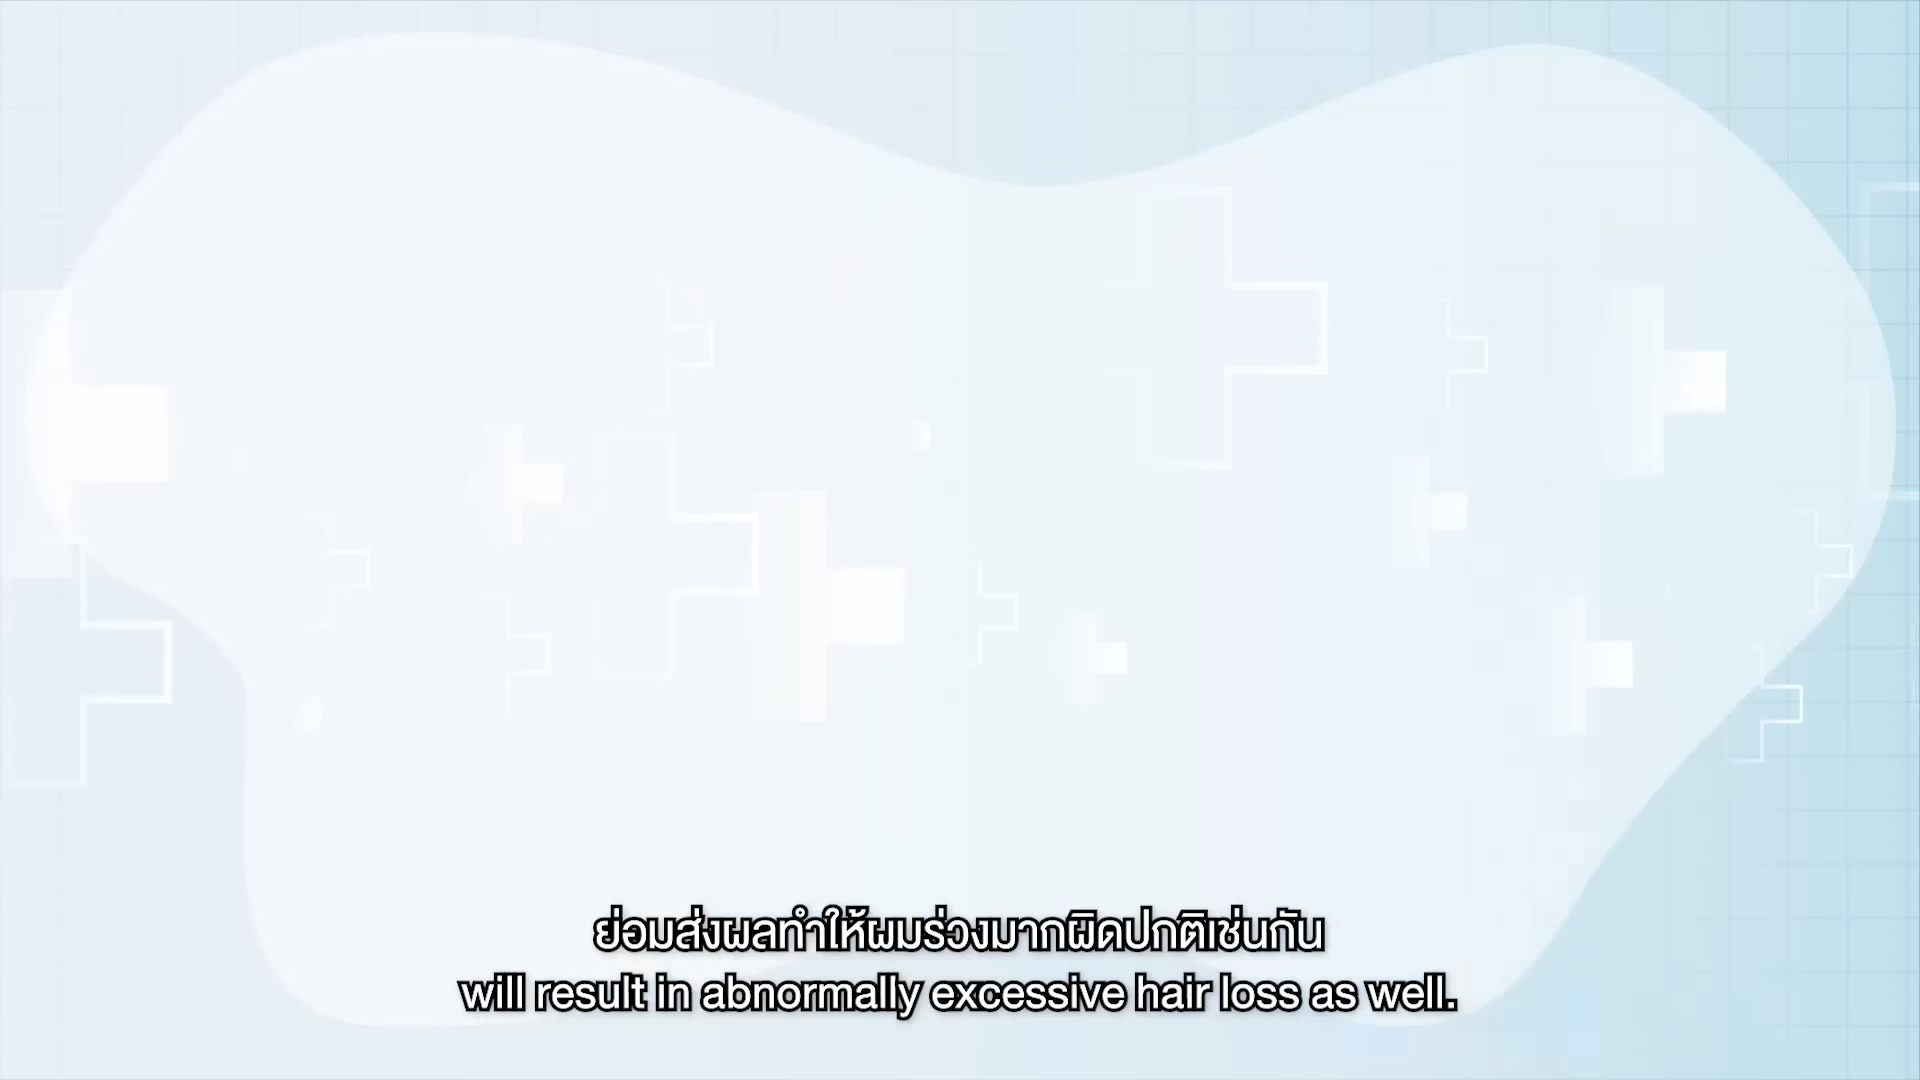 ย่อมส่งผลทำให้ผมร่วงมากผิดปกติเช่นกัน
will result in abnormally excessive hair loss as well.